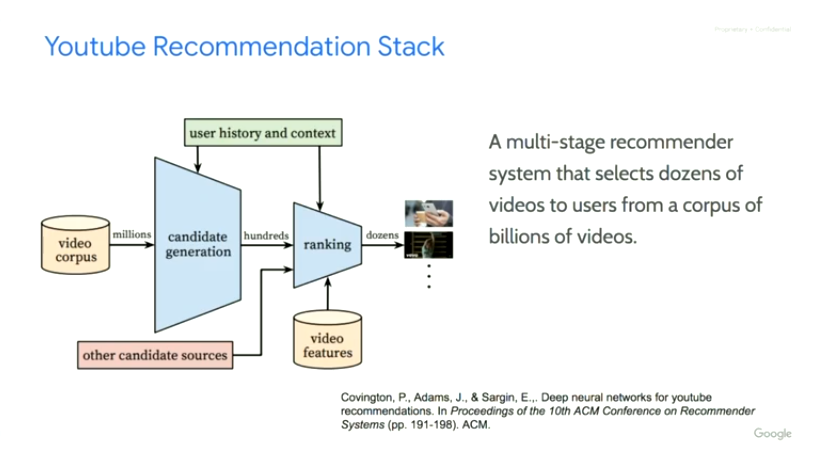 Proprietary + Confidential
Youtube Recommendation Stack
user history and context
A multi-stage recommender
system that selects dozens of
videos to users from a corpus of
billions of videos.
video
corpus
millions
candidate
generation
hundreds
ranking
dozens
other candidate sources
video
features
Covington, P., Adams, J., & Sargin, E.,. Deep neural networks for youtube
recommendations. In Proceedings of the 10th ACM Conference on Recommender
Systems (pp. 191-198). ACM.
Google